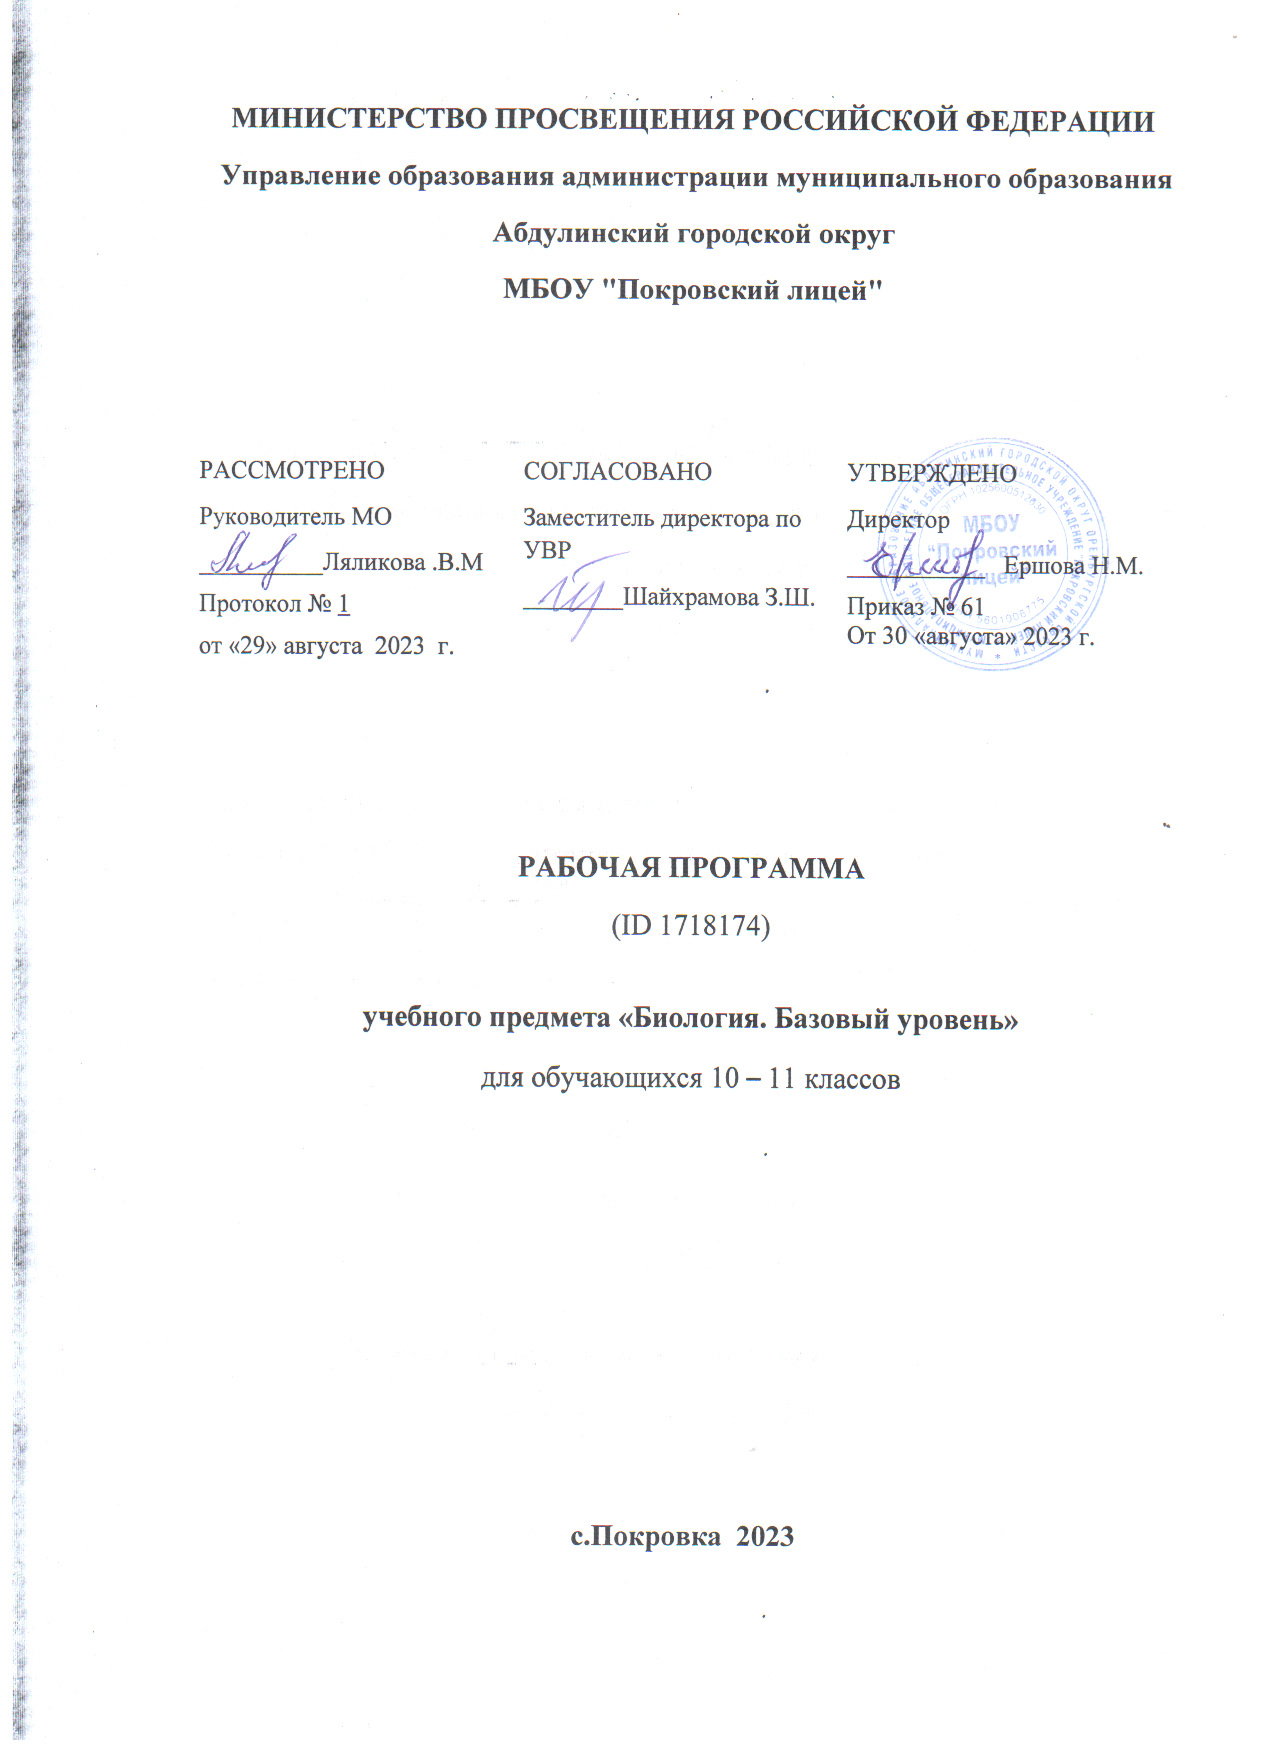 МИНИСТЕРСТВО ПРОСВЕЩЕНИЯ РОССИЙСКОЙ ФЕДЕРАЦИИ
Управление образования администрации муниципального образования
Абдулинский городской округ
МБОУ "Покровский лицей"
РАССМОТРЕНО
Руководитель МО
__________Ляликова .В.М
Протокол № 1
от «29» августа 2023 г.
СОГЛАСОВАНО
Заместитель директора по
УВР
________Шайхрамова З.Ш.
УТВЕРЖДЕНО
Директор
__________ Ершова Н.М.
Приказ № 61
От 30 «августа» 2023 г.
МБОУ
"Покровский
лицей"
РАБОЧАЯ ПРОГРАММА
(ID 1718174)
учебного предмета «Биология. Базовый уровень»
для обучающихся 10 – 11 классов
с.Покровка 2023